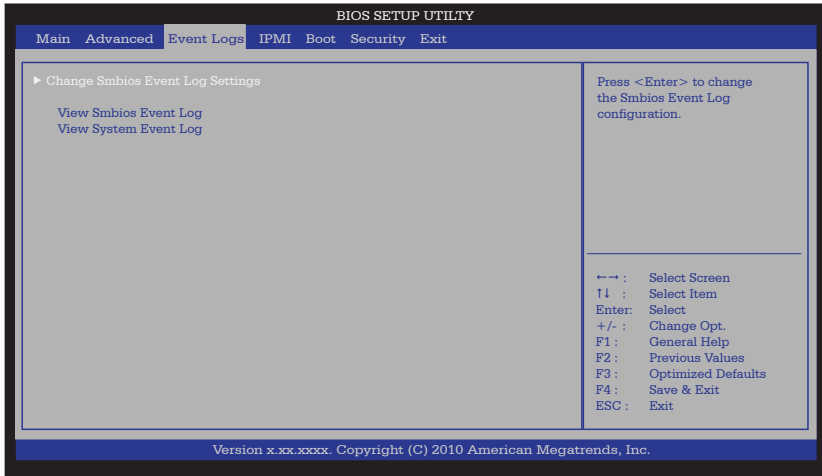 BIOS SETUP UTILTY
Main Advanced Event Logs IPMI Boot Security Exit
► Change Smbios Event Log Settings
View Smbios Event Log
View System Event Log
Press <Enter> to change
the Smbios Event Log
configuration.
←→ : Select Screen
↑↓ : Select Item
Enter: Select
+/- : Change Opt.
F1 : General Help
F2 : Previous Values
F3 : Optimized Defaults
F4 : Save & Exit
ESC : Exit
Version x.xx.xxxx. Copyright (C) 2010 American Megatrends, Inc.